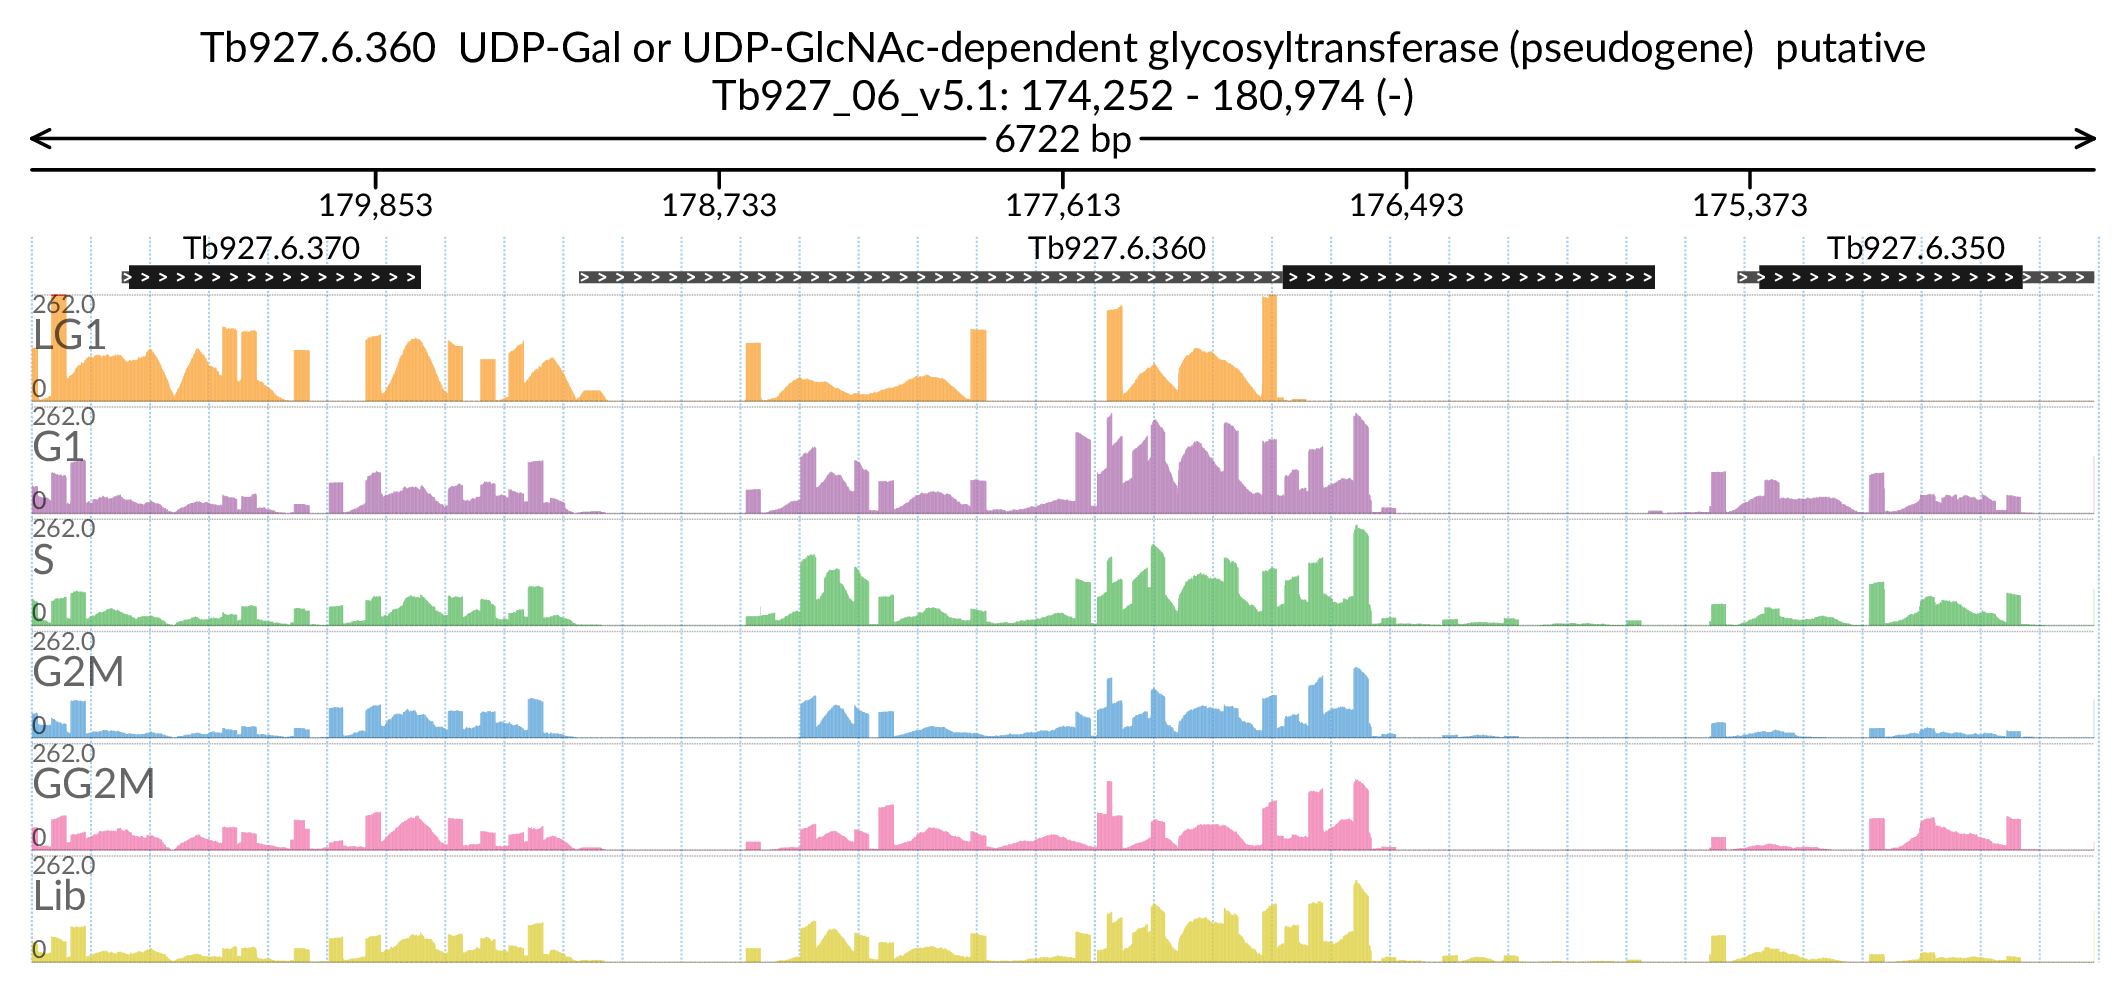 Tb927.6.360 UDP-Gal or UDP-GlcNAc-dependent glycosyltransferase (pseudogene) putative
Tb927_06_v5.1: 174,252 - 180,974 (-)
6722 bp
179,853 178,733 177,613 176,493 175,373
Tb927.6.370 Tb927.6.360 Tb927.6.350
262.0
LG1
0
262.0
G1
0
262.0
S
0
262.0
G2M
0
262.0
GG2M
0
262.0
Lib
0